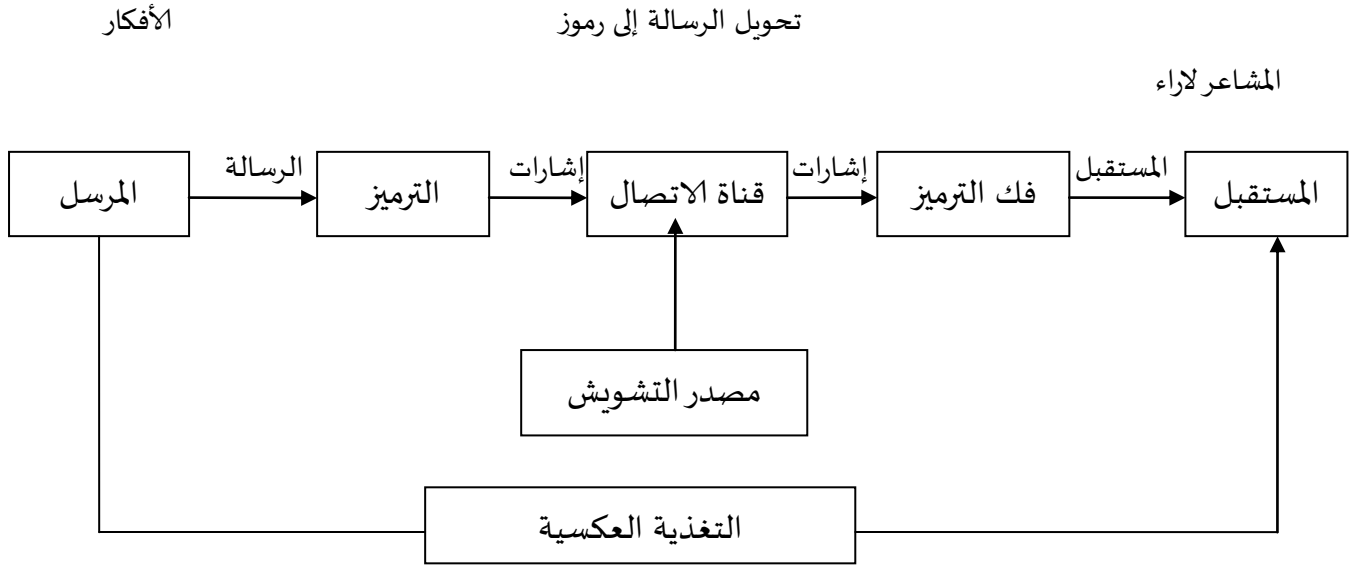 الأفكار
تحويل الرسالة إلى رموز
المشاعر لاراء
المرسل
الرسالة
الترميز
إشارات
قناة الاتصال
إشارات
فك الترميز
المستقبل
المستقبل
مصدر التشويش
التغذية العكسية